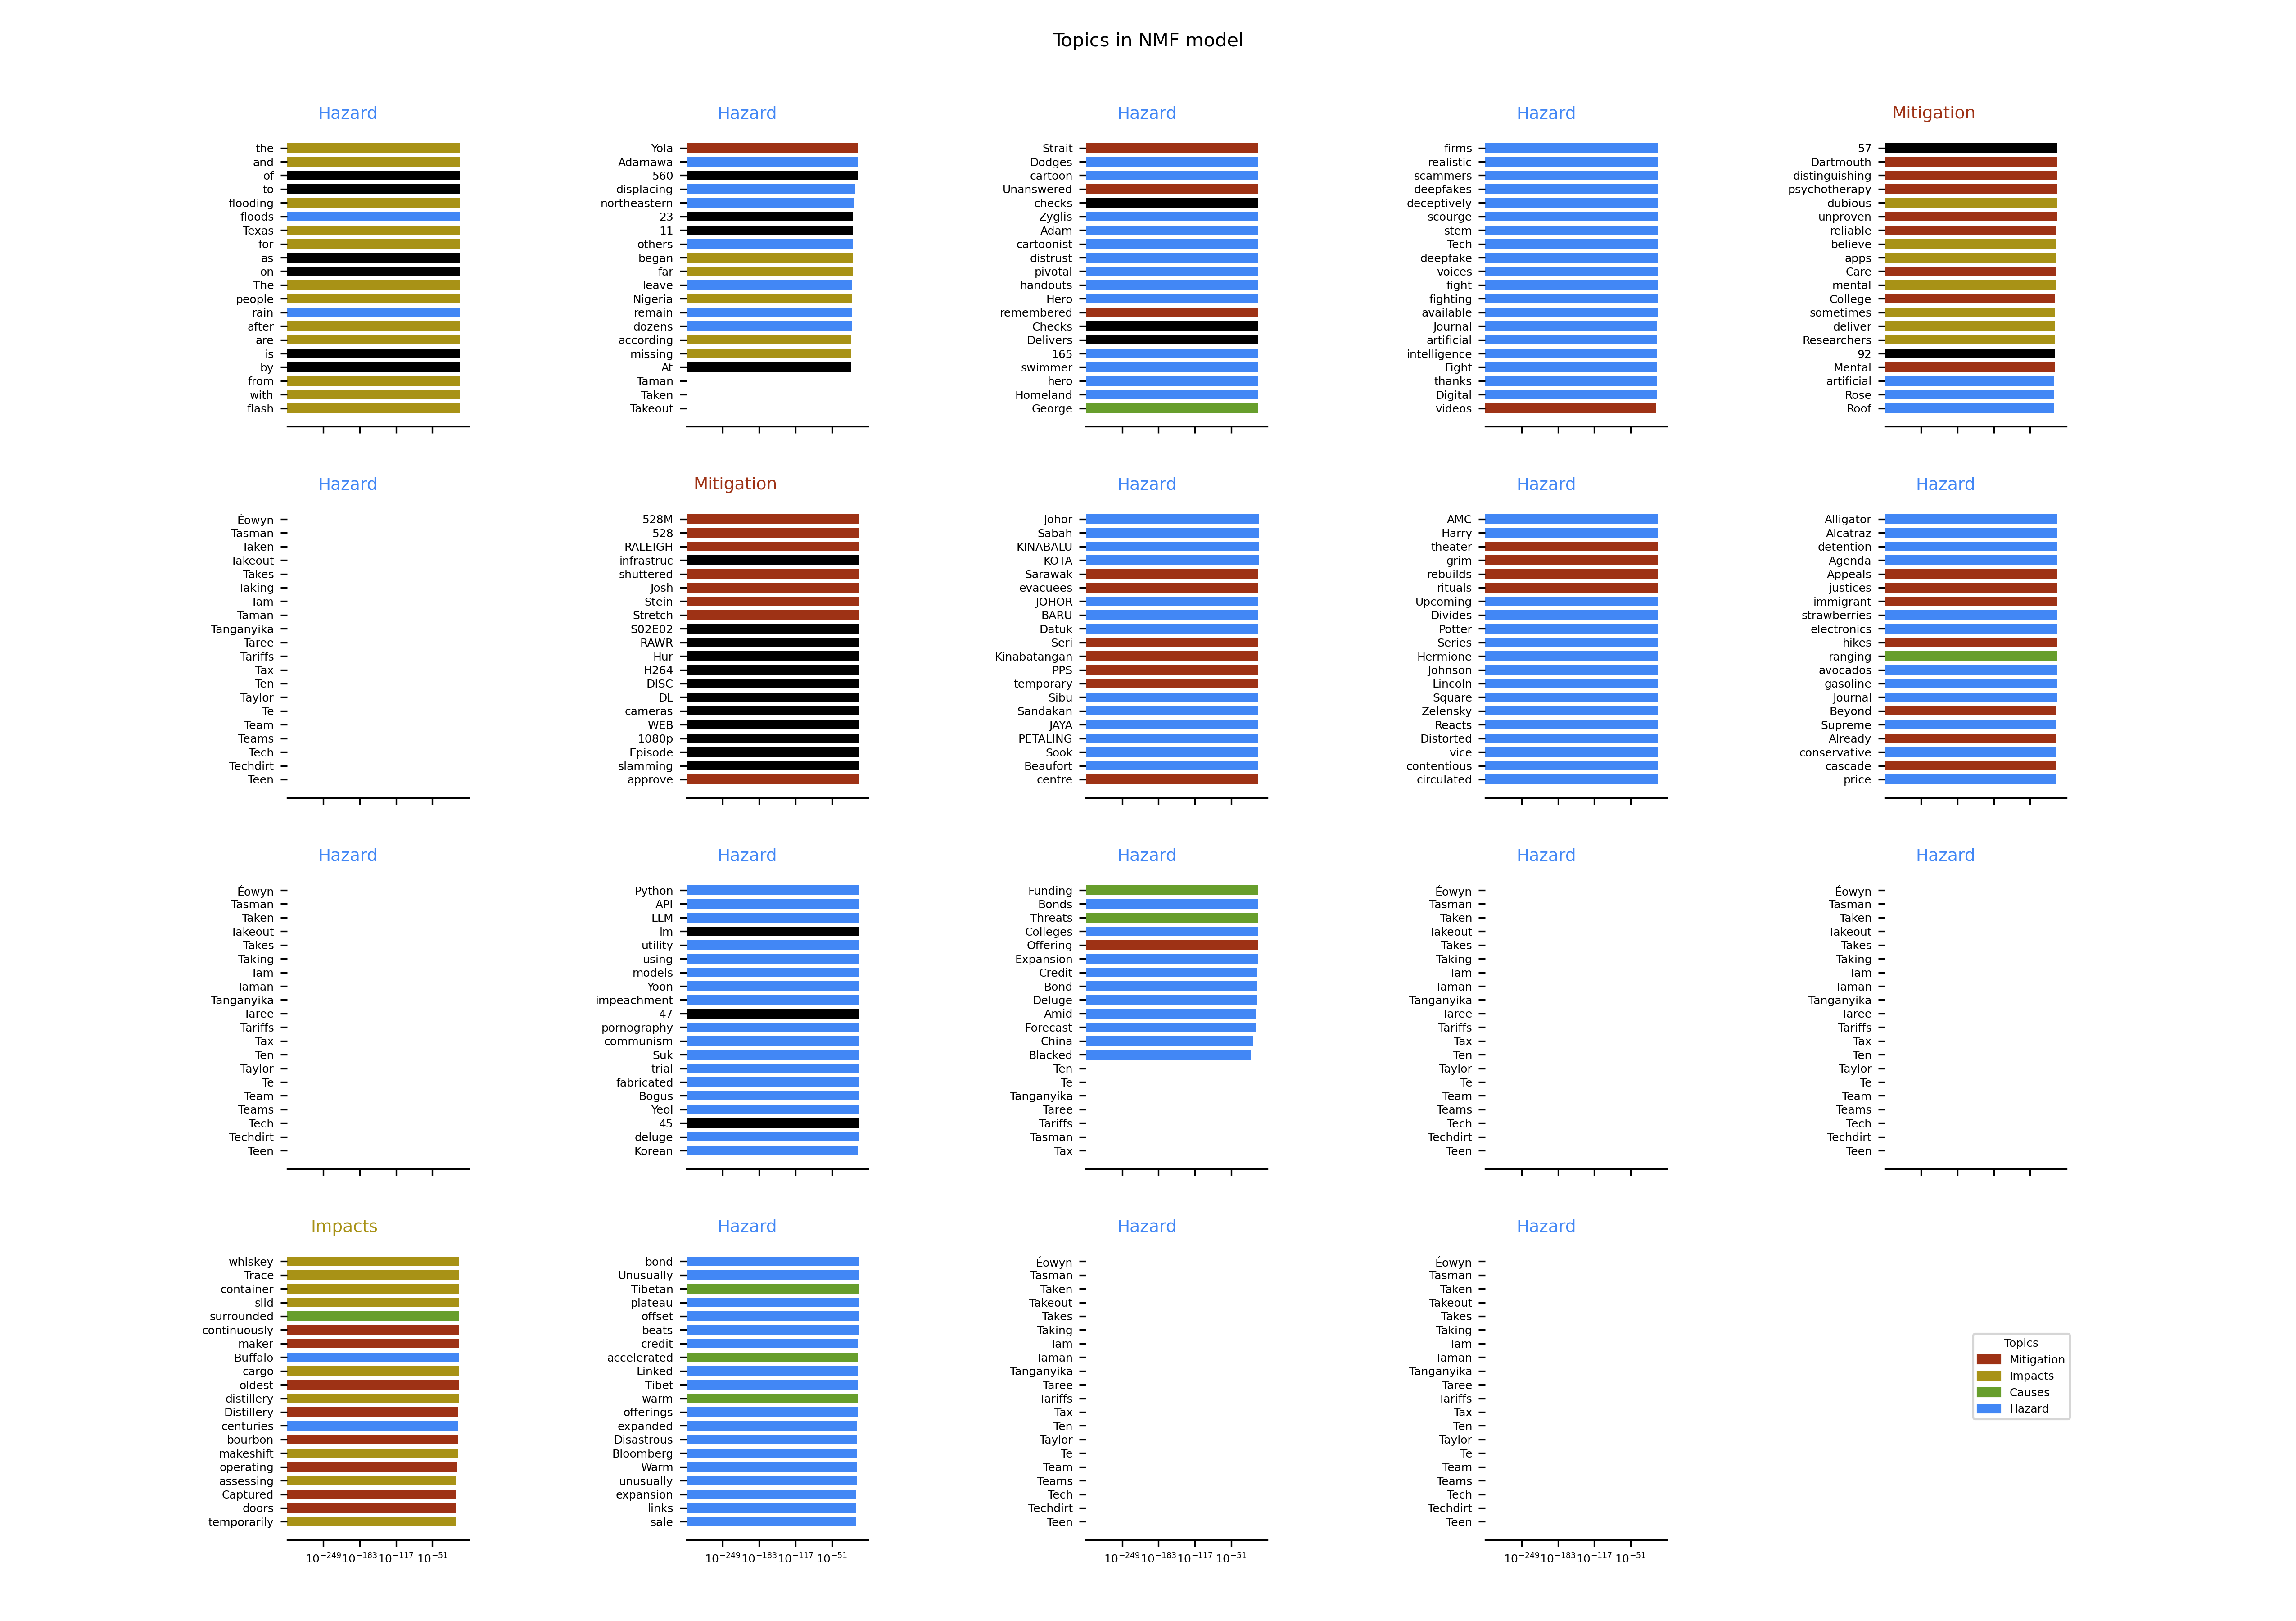 Topics in NMF model
Hazard
the
and
of
to
flooding
floods
Texas
for
as
on
The
people
rain
after
are
is
by
from
with
flash
Hazard
Yola
Adamawa
560
displacing
northeastern
23
11
others
began
far
leave
Nigeria
remain
dozens
according
missing
At
Taman
Taken
Takeout
Hazard
Strait
Dodges
cartoon
Unanswered
checks
Zyglis
Adam
cartoonist
distrust
pivotal
handouts
Hero
remembered
Checks
Delivers
165
swimmer
hero
Homeland
George
Hazard
firms
realistic
scammers
deepfakes
deceptively
scourge
stem
Tech
deepfake
voices
fight
fighting
available
Journal
artificial
intelligence
Fight
thanks
Digital
videos
Mitigation
57
Dartmouth
distinguishing
psychotherapy
dubious
unproven
reliable
believe
apps
Care
mental
College
sometimes
deliver
Researchers
92
Mental
artificial
Rose
Roof
Hazard
Éowyn
Tasman
Taken
Takeout
Takes
Taking
Tam
Taman
Tanganyika
Taree
Tariffs
Tax
Ten
Taylor
Te
Team
Teams
Tech
Techdirt
Teen
Mitigation
528M
528
RALEIGH
infrastruc
shuttered
Josh
Stein
Stretch
S02E02
RAWR
Hur
H264
DISC
DL
cameras
WEB
1080p
Episode
slamming
approve
Hazard
Johor
Sabah
KINABALU
KOTA
Sarawak
evacuees
JOHOR
BARU
Datuk
Seri
Kinabatangan
PPS
temporary
Sibu
Sandakan
JAYA
PETALING
Sook
Beaufort
centre
Hazard
AMC
Harry
theater
grim
rebuilds
rituals
Upcoming
Divides
Potter
Series
Hermione
Johnson
Lincoln
Square
Zelensky
Reacts
Distorted
vice
contentious
circulated
Hazard
Alligator
Alcatraz
detention
Agenda
Appeals
justices
immigrant
strawberries
electronics
hikes
ranging
avocados
gasoline
Journal
Beyond
Supreme
Already
conservative
cascade
price
Hazard
Éowyn
Tasman
Taken
Takeout
Takes
Taking
Tam
Taman
Tanganyika
Taree
Tariffs
Tax
Ten
Taylor
Te
Team
Teams
Tech
Techdirt
Teen
Hazard
Python
API
LLM
Im
utility
using
models
Yoon
impeachment
47
pornography
communism
Suk
trial
fabricated
Bogus
Yeol
45
deluge
Korean
Hazard
Funding
Bonds
Threats
Colleges
Offering
Expansion
Credit
Bond
Deluge
Amid
Forecast
China
Blacked
Ten
Te
Tanganyika
Taree
Tariffs
Tasman
Tax
Hazard
Éowyn
Tasman
Taken
Takeout
Takes
Taking
Tam
Taman
Tanganyika
Taree
Tariffs
Tax
Ten
Taylor
Te
Team
Teams
Tech
Techdirt
Teen
Hazard
Éowyn
Tasman
Taken
Takeout
Takes
Taking
Tam
Taman
Tanganyika
Taree
Tariffs
Tax
Ten
Taylor
Te
Team
Teams
Tech
Techdirt
Teen
Impacts
whiskey
Trace
container
slid
surrounded
continuously
maker
Buffalo
cargo
oldest
distillery
Distillery
centuries
bourbon
makeshift
operating
assessing
Captured
doors
temporarily
10⁻²⁴⁹ 10⁻¹⁸³ 10⁻¹¹⁷ 10⁻⁵¹
Hazard
bond
Unusually
Tibetan
plateau
offset
beats
credit
accelerated
Linked
Tibet
warm
offerings
expanded
Disastrous
Bloomberg
Warm
unusually
expansion
links
sale
10⁻²⁴⁹ 10⁻¹⁸³ 10⁻¹¹⁷ 10⁻⁵¹
Hazard
Éowyn
Tasman
Taken
Takeout
Takes
Taking
Tam
Taman
Tanganyika
Taree
Tariffs
Tax
Ten
Taylor
Te
Team
Teams
Tech
Techdirt
Teen
10⁻²⁴⁹ 10⁻¹⁸³ 10⁻¹¹⁷ 10⁻⁵¹
Hazard
Éowyn
Tasman
Taken
Takeout
Takes
Taking
Tam
Taman
Tanganyika
Taree
Tariffs
Tax
Ten
Taylor
Te
Team
Teams
Tech
Techdirt
Teen
10⁻²⁴⁹ 10⁻¹⁸³ 10⁻¹¹⁷ 10⁻⁵¹
Topics
Mitigation
Impacts
Causes
Hazard